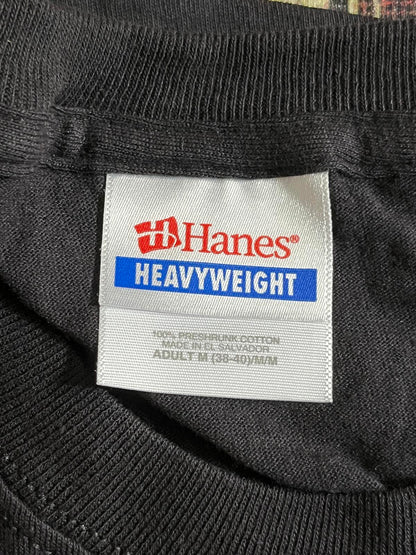 Hanes®
HEAVYWEIGHT
100% PRESHRUNK COTTON
MADE IN EL SALVADOR
ADULT M (38-40)/M/M